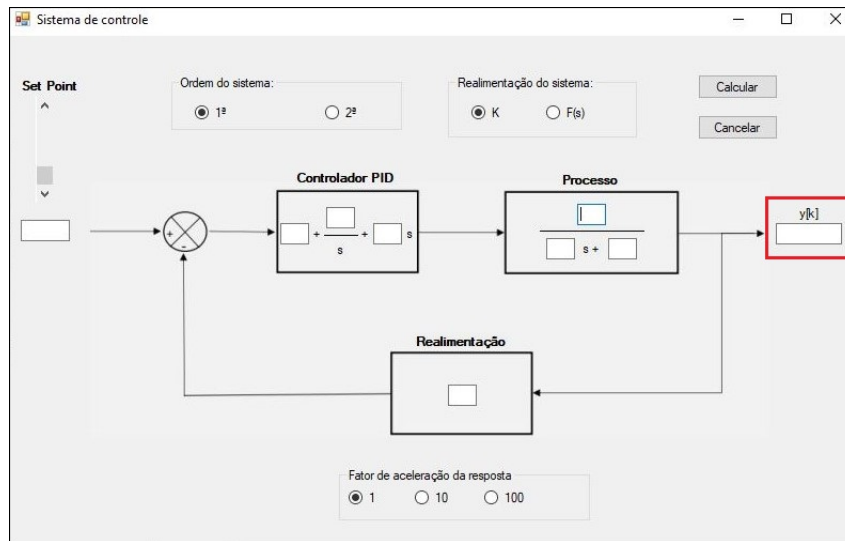 Sistema de controle
Set Point
Ordem do sistema:
1ª
2ª
Realimentação do sistema:
K
F(s)
Calcular
Cancelar
Controlador PID
+
s
+
s
Processo
s +
y[k]
+
-
Realimentação
Fator de aceleração da resposta
1
10
100